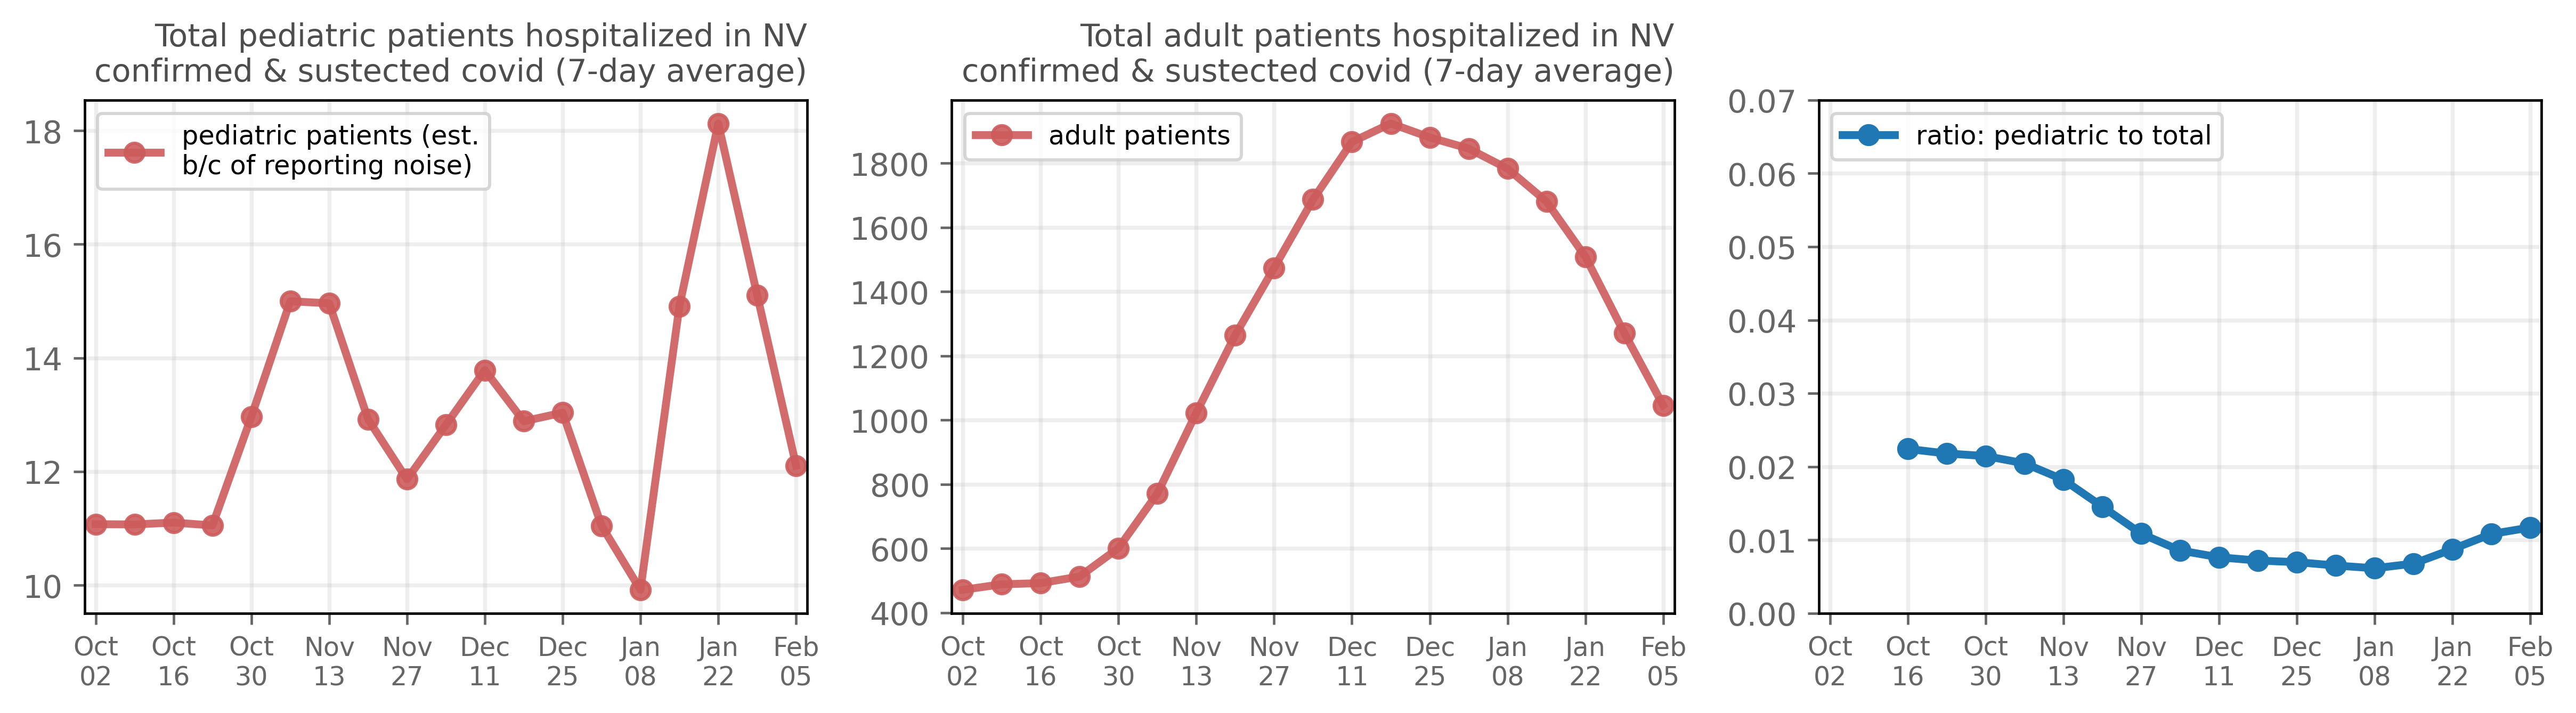 Total pediatric patients hospitalized in NV
confirmed & sustected covid (7-day average)
pediatric patients (est.
b/c of reporting noise)
18
16
14
12
10
Oct Oct Oct Nov Nov Dec Dec Jan Jan Feb
02 16 30 13 27 11 25 08 22 05
Total adult patients hospitalized in NV
confirmed & sustected covid (7-day average)
adult patients
1800
1600
1400
1200
1000
800
600
400
Oct Oct Oct Nov Nov Dec Dec Jan Jan Feb
02 16 30 13 27 11 25 08 22 05
ratio: pediatric to total
0.07
0.06
0.05
0.04
0.03
0.02
0.01
0.00
Oct Oct Oct Nov Nov Dec Dec Jan Jan Feb
02 16 30 13 27 11 25 08 22 05